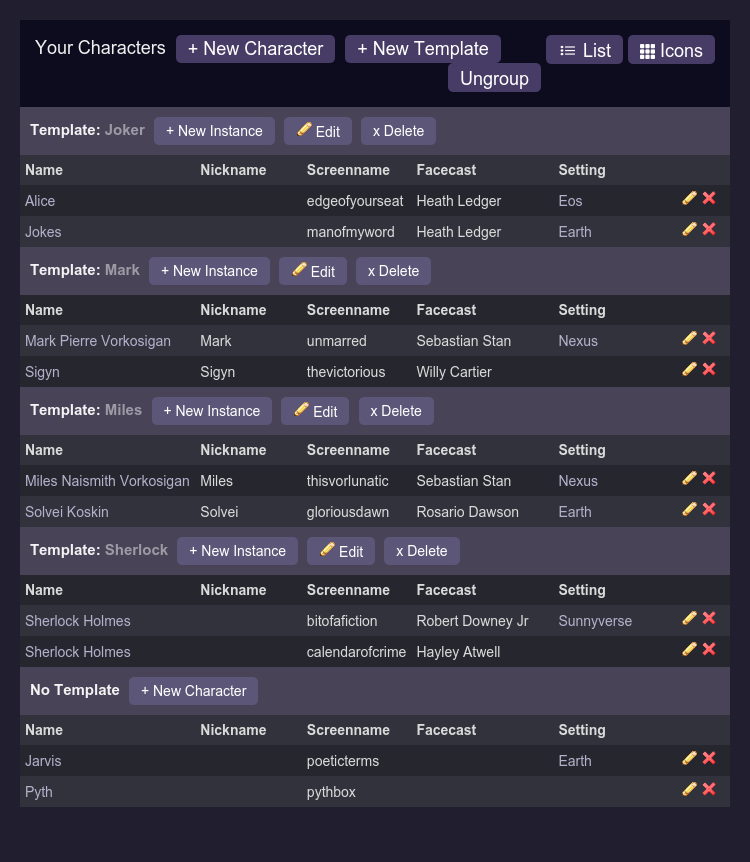 Your Characters + New Character + New Template List Icons
Ungroup
Template: Joker + New Instance Edit x Delete
Name Nickname Screenname Facecast Setting
Alice edgeofyourseat Heath Ledger Eos
Jokes manofmyword Heath Ledger Earth
Template: Mark + New Instance Edit x Delete
Name Nickname Screenname Facecast Setting
Mark Pierre Vorkosigan Mark unmarred Sebastian Stan Nexus
Sigyn Sigyn thevictorious Willy Cartier
Template: Miles + New Instance Edit x Delete
Name Nickname Screenname Facecast Setting
Miles Naismith Vorkosigan Miles thisvorlunatic Sebastian Stan Nexus
Solvei Koskin Solvei gloriousdawn Rosario Dawson Earth
Template: Sherlock + New Instance Edit x Delete
Name Nickname Screenname Facecast Setting
Sherlock Holmes bitofafiction Robert Downey Jr Sunnyverse
Sherlock Holmes calendarofcrime Hayley Atwell
No Template + New Character
Name Nickname Screenname Facecast Setting
Jarvis poeticterms Earth
Pyth pythbox